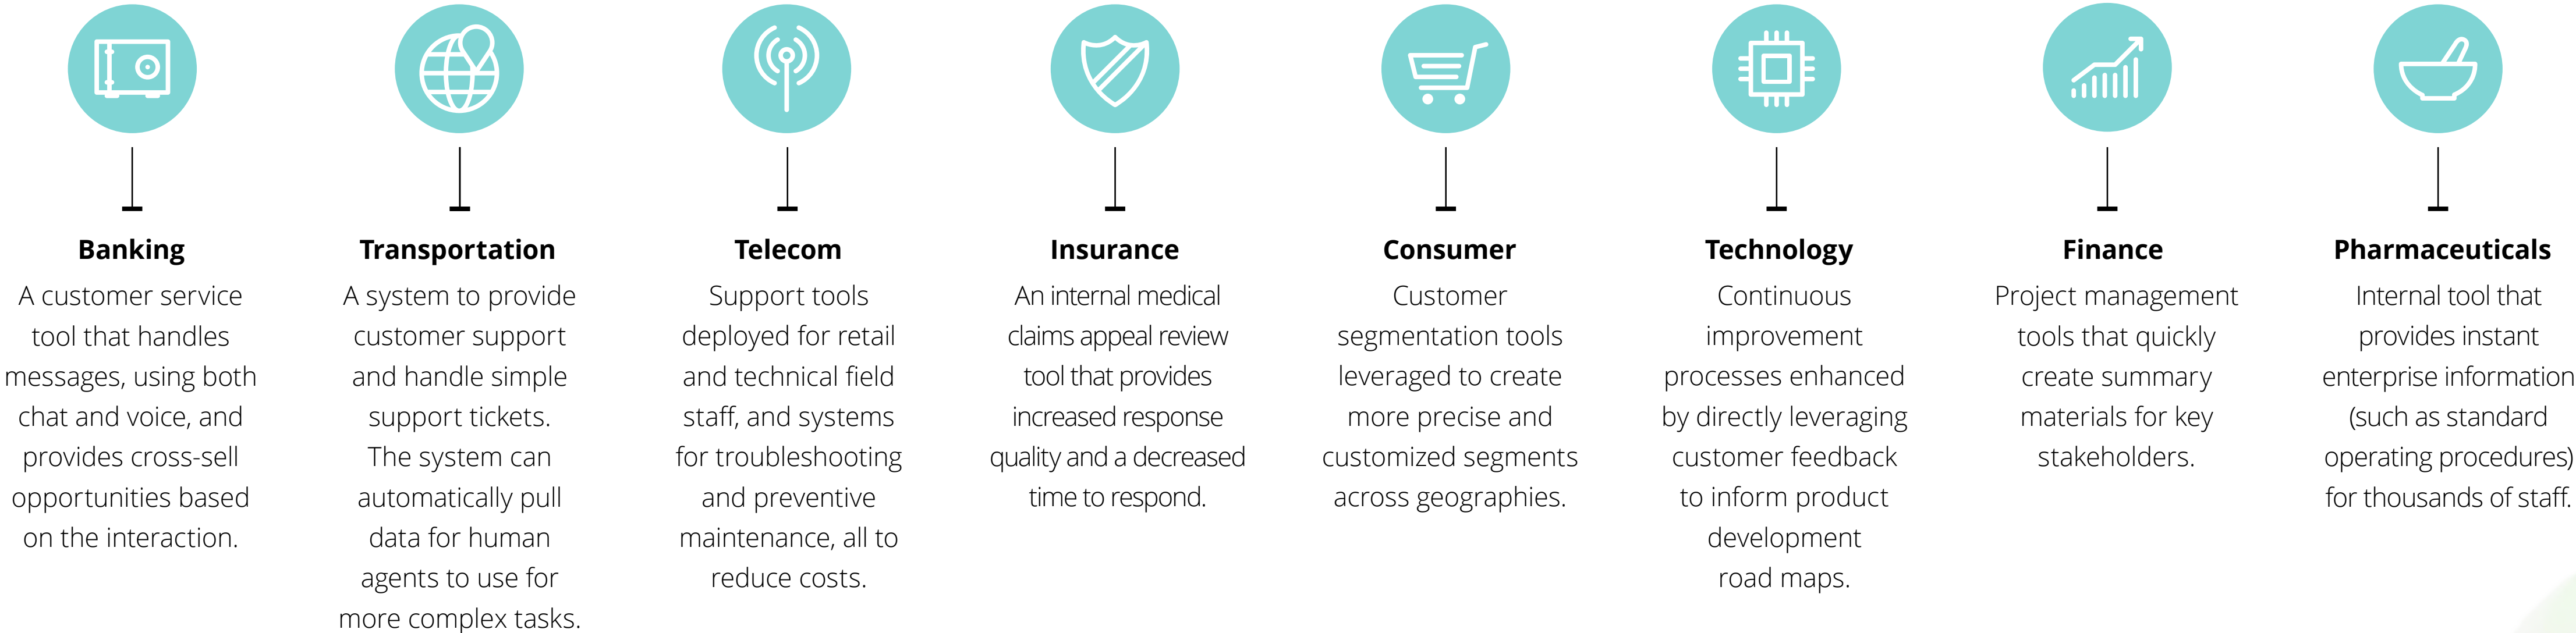 Banking
A customer service
tool that handles
messages, using both
chat and voice, and
provides cross-sell
opportunities based
on the interaction.
Transportation
A system to provide
customer support
and handle simple
support tickets.
The system can
automatically pull
data for human
agents to use for
more complex tasks.
Telecom
Support tools
deployed for retail
and technical field
staff, and systems
for troubleshooting
and preventive
maintenance, all to
reduce costs.
Insurance
An internal medical
claims appeal review
tool that provides
increased response
quality and a decreased
time to respond.
Consumer
Customer
segmentation tools
leveraged to create
more precise and
customized segments
across geographies.
Technology
Continuous
improvement
processes enhanced
by directly leveraging
customer feedback
to inform product
development
road maps.
Finance
Project management
tools that quickly
create summary
materials for key
stakeholders.
Pharmaceuticals
Internal tool that
provides instant
enterprise information
(such as standard
operating procedures)
for thousands of staff.